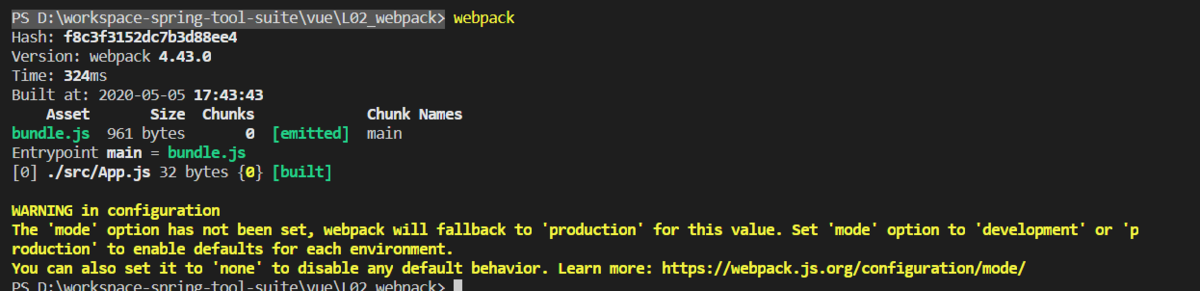 PS D:\workspace-spring-tool-suite\vue\L02_webpack> webpack
Hash: f8c3f3152dc7b3d88ee4
Version: webpack 4.43.0
Time: 324ms
Built at: 2020-05-05 17:43:43
    Asset       Size  Chunks             Chunk Names
bundle.js  961 bytes       0  [emitted]  main
Entrypoint main = bundle.js
[0] ./src/App.js 32 bytes {0} [built]

WARNING in configuration
The 'mode' option has not been set, webpack will fallback to 'production' for this value. Set 'mode' option to 'development' or 'p
roduction' to enable defaults for each environment.
You can also set it to 'none' to disable any default behavior. Learn more: https://webpack.js.org/configuration/mode/
PS D:\workspace-spring-tool-suite\vue\L02_webpack>